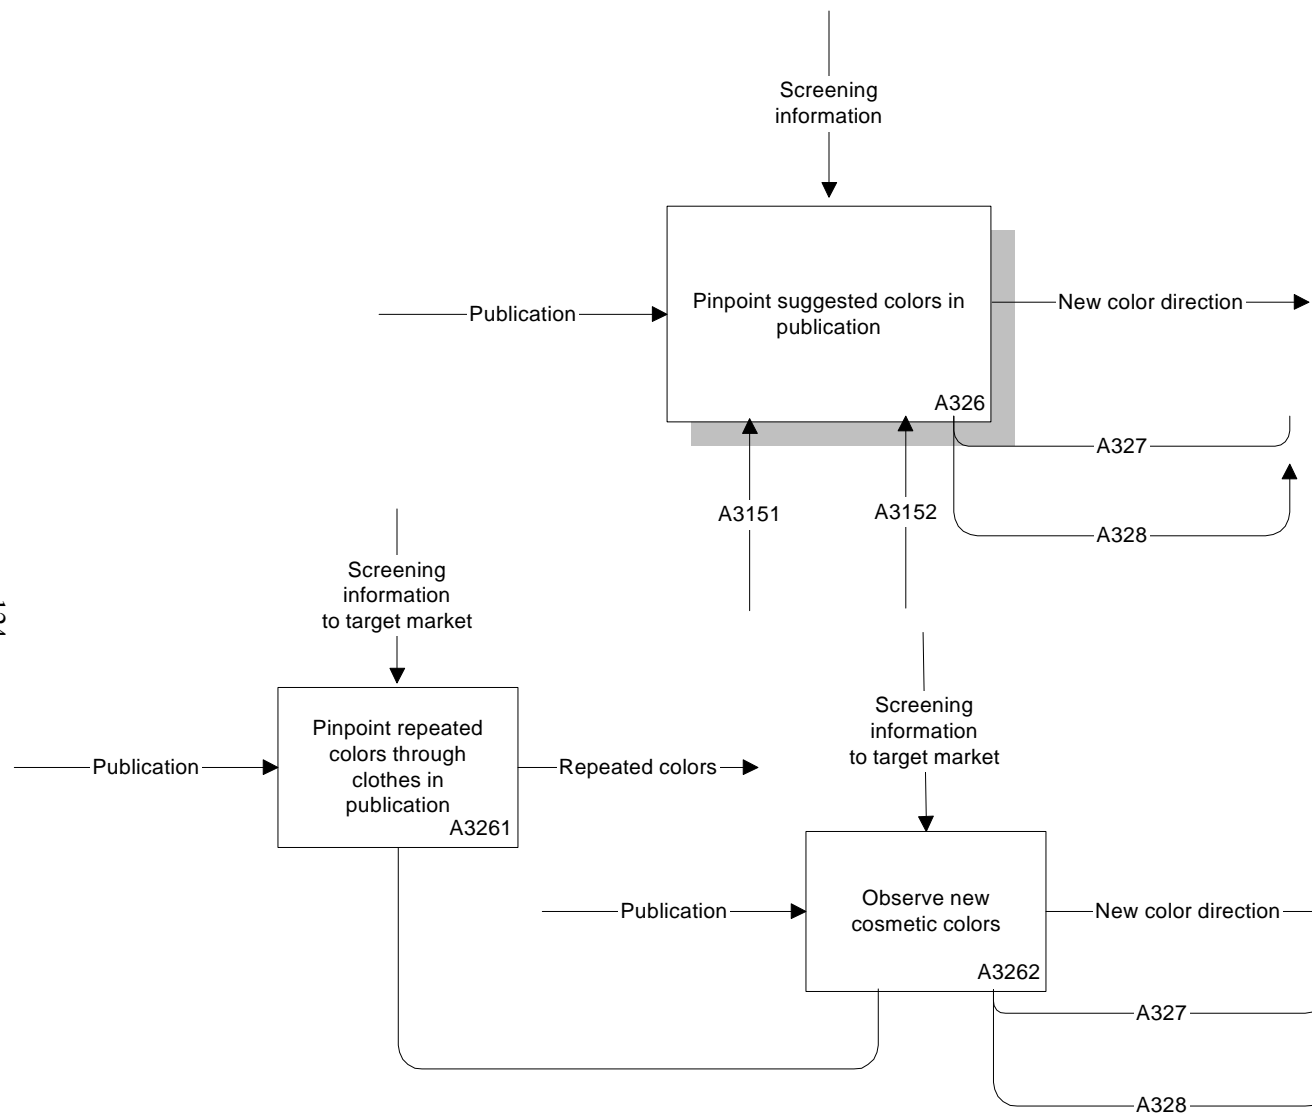 Screening
information
Publication
Pinpoint suggested colors in
publication
New color direction
A326
A327
A3151
A3152
A328
Screening
information
to target market
Publication
Pinpoint repeated
colors through
clothes in
publication
Repeated colors
A3261
Screening
information
to target market
Publication
Observe new
cosmetic colors
New color direction
A3262
A327
A328